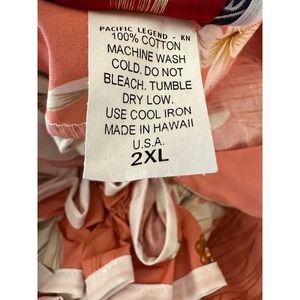 PACIFIC LEGEND - KN
100% COTTON
MACHINE WASH
COLD. DO NOT
BLEACH. TUMBLE
DRY LOW.
USE COOL IRON
MADE IN HAWAII
U.S.A.
2XL